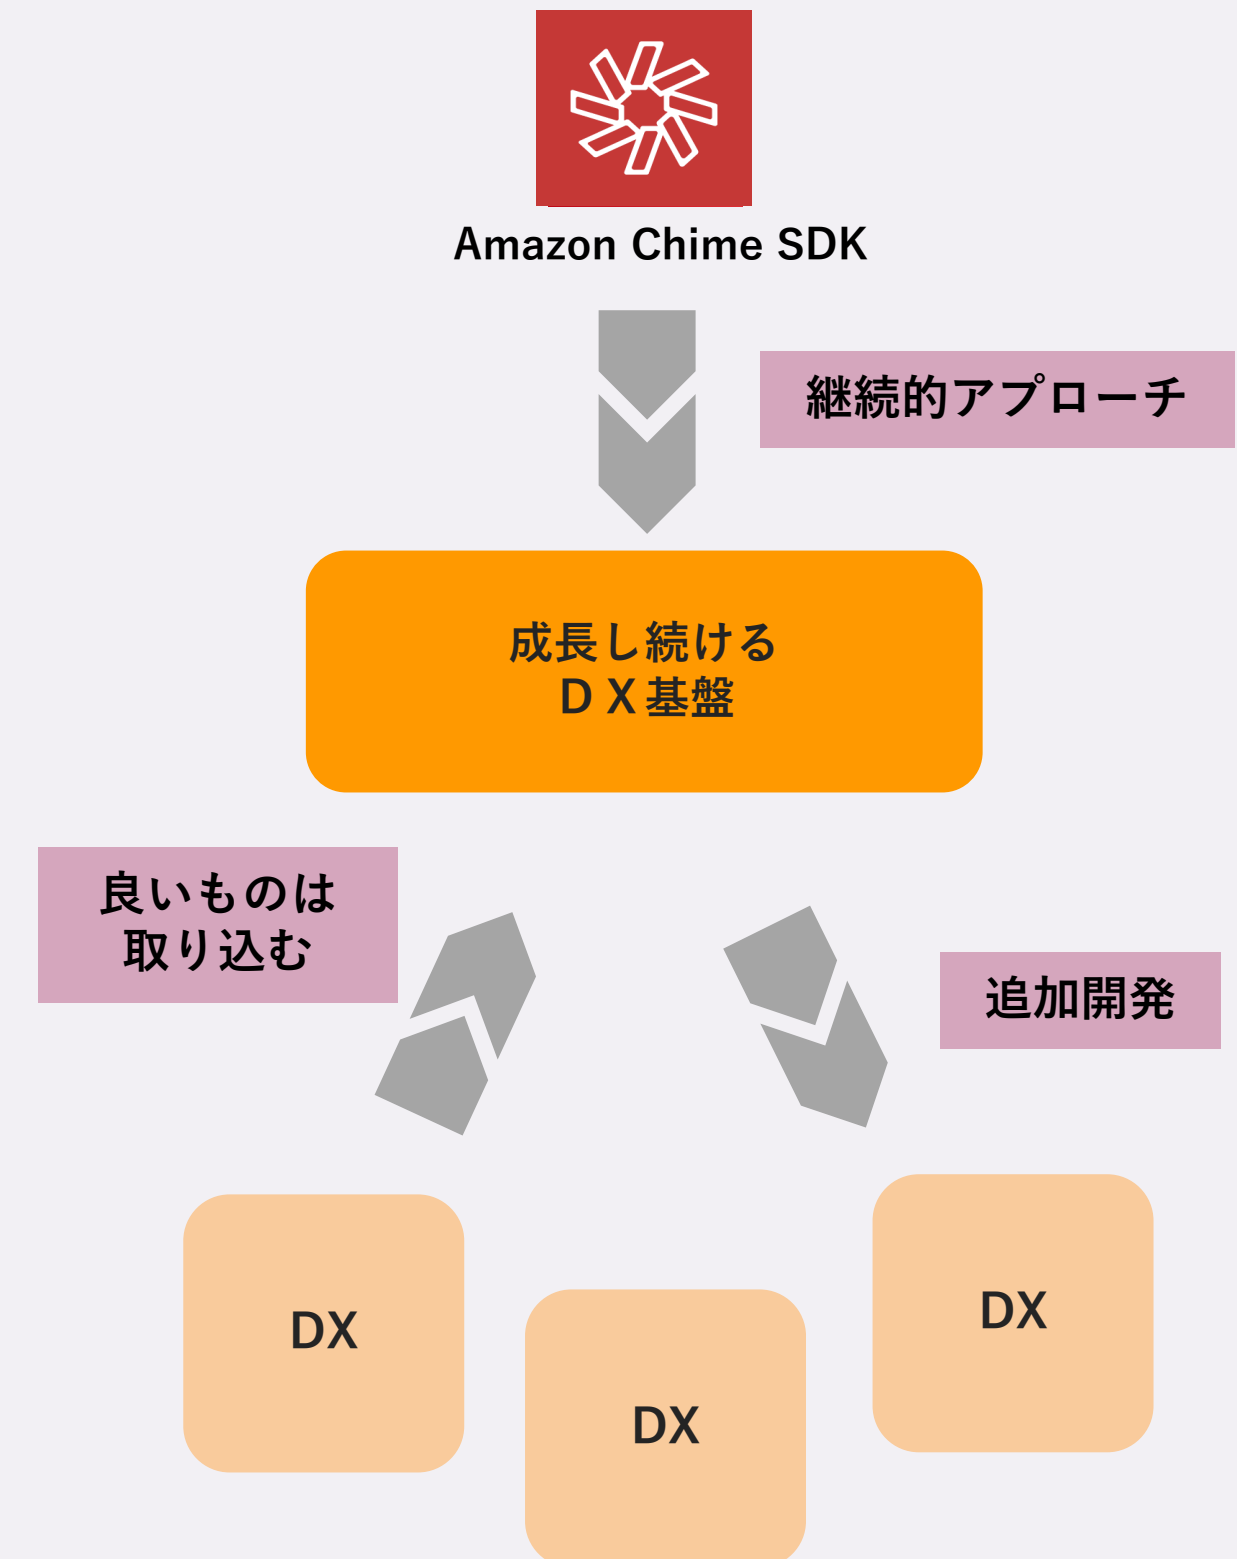 Amazon Chime SDK
継続的アプローチ
成長し続ける
ＤＸ基盤
良いものは
取り込む
追加開発
DX
DX
DX